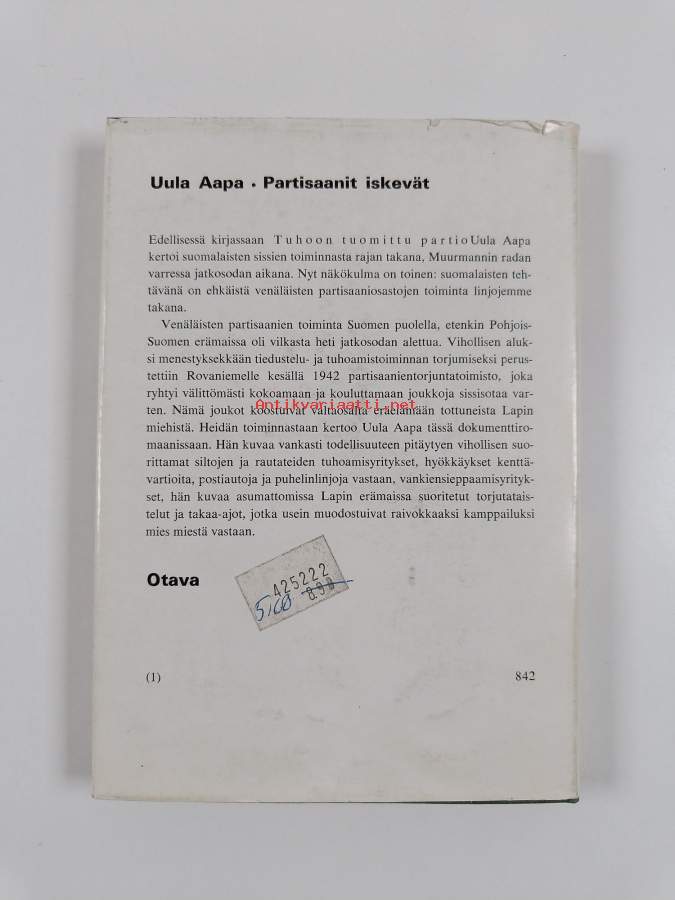 Uula Aapa • Partisaanit iskevät
Edellisessä kirjassaan Tuhoon tuomittu partio Uula Aapa
kertoi suomalaisten sissien toiminnasta rajan takana, Muurmannin radan
varressa jatkosodan aikana. Nyt näkökulma on toinen: suomalaisten teh-
tävänä on ehkäistä venäläisten partisaaniosastojen toiminta linjojemme
takana.
Venäläisten partisaanien toiminta Suomen puolella, etenkin Pohjois-
Suomen erämaissa oli vilkasta heti jatkosodan alettua. Vihollisen aluk-
si menestyksekkään tiedustelu- ja tuhoamistoiminnan torjumiseksi perus-
tettiin Rovaniemelle kesällä 1942 partisaanientorjuntatoimisto, joka
ryhtyi välittömästi kokoamaan ja kouluttamaan joukkoja sissisotaa var-
ten. Nämä joukot koostuivat valtaosalta eräelämään tottuneista Lapin
Antikvariaatti.net
miehistä. Heidän toiminnastaan kertoo Uula Aapa tässä dokumenttiro-
maanissaan. Hän kuvaa vankasti todellisuuteen pitäytyen vihollisen suo-
rittamat siltojen ja rautateiden tuhoamisyritykset, hyökkäykset kenttä-
vartioita, postiautoja ja puhelinlinjoja vastaan, vankiensieppaamisyrityk-
set, hän kuvaa asumattomissa Lapin erämaissa suoritetut torjutatais-
telut ja takaa-ajot, jotka usein muodostuivat raivokkaaksi kamppailuksi
mies miestä vastaan.
Otava
425222
5,60 8.90
(1) 842